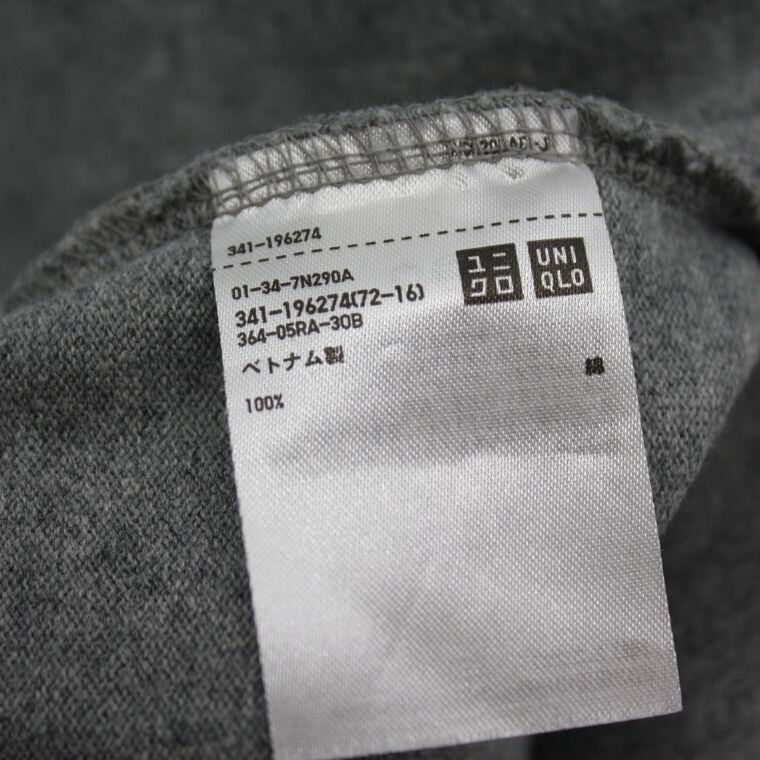 341-196274
01-34-7N290A
341-196274(72-16)
364-05RA-30B
ユニ
クロ
UNI
QLO
ベトナム製
綿
100%